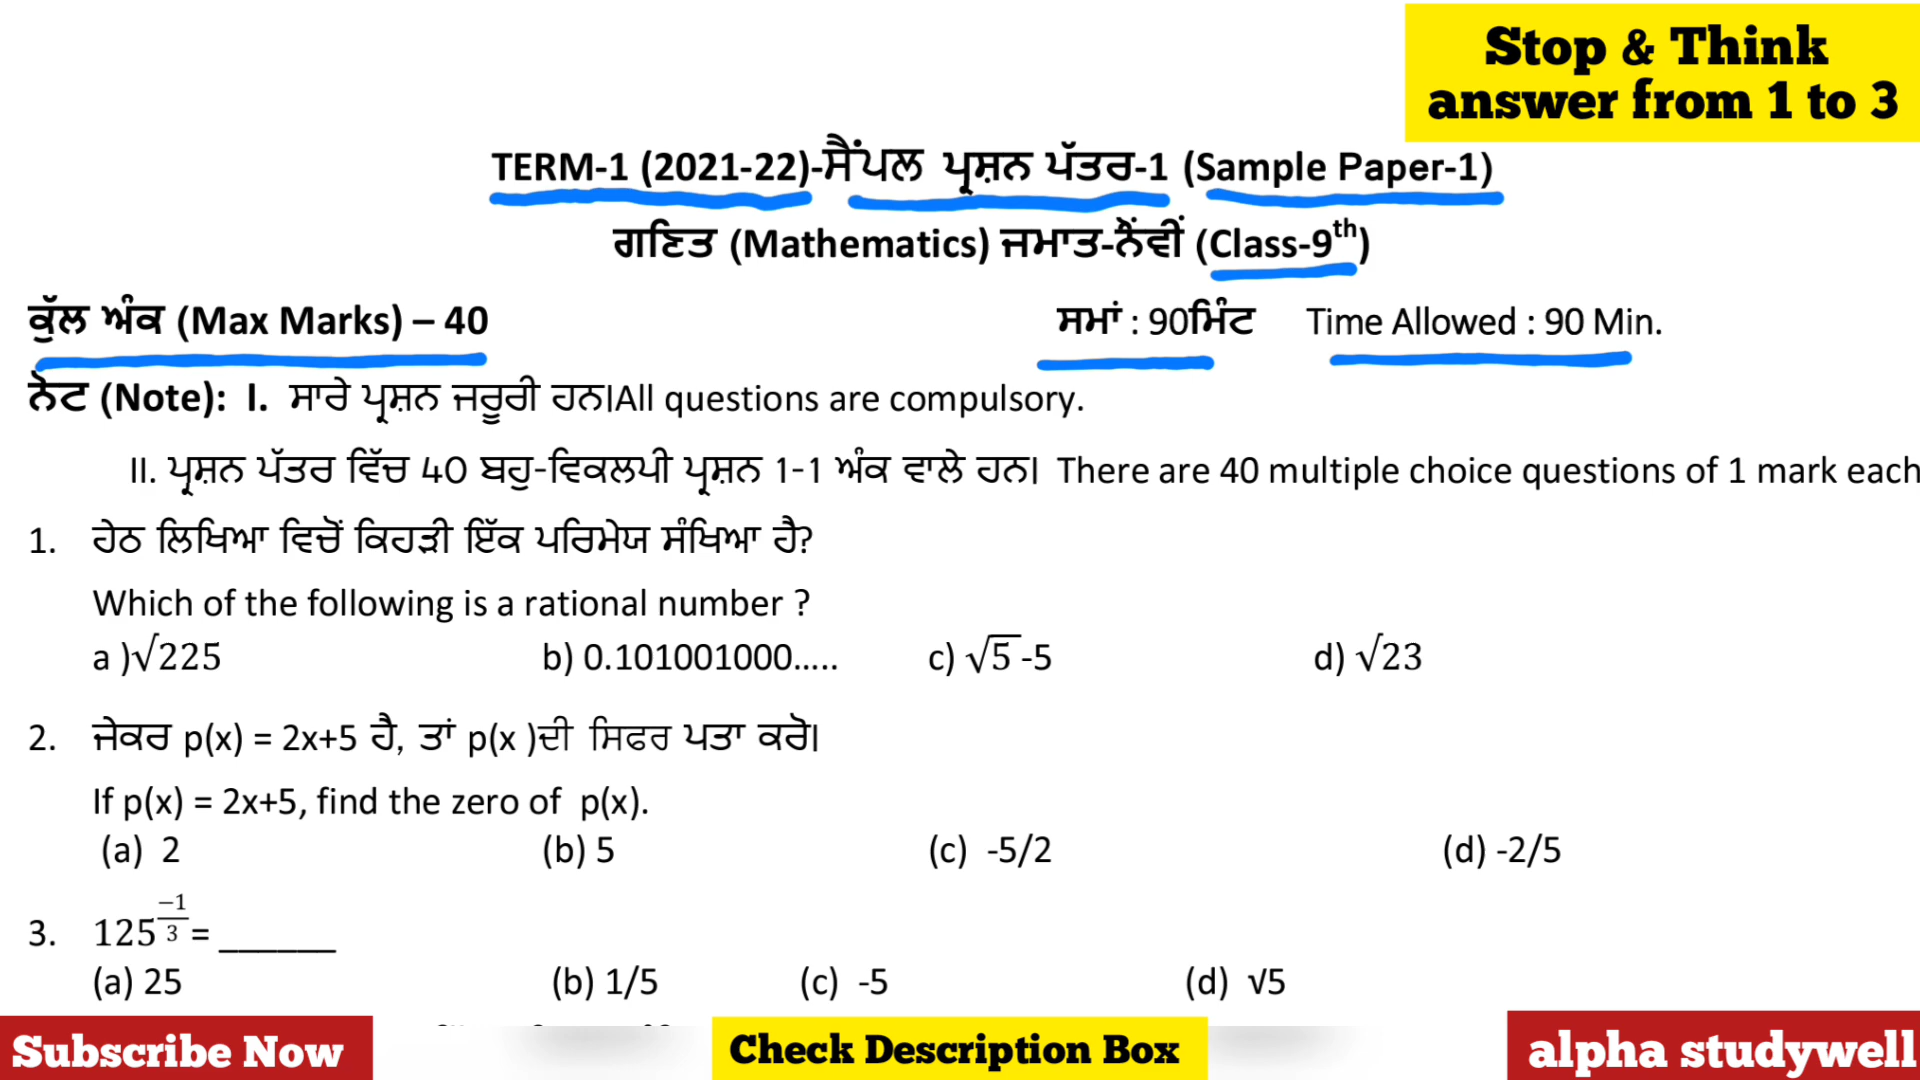 Stop & Think
answer from 1 to 3
TERM-1 (2021-22)-ਸੈਂਪਲ ਪ੍ਰਸ਼ਨ ਪੱਤਰ-1 (Sample Paper-1)
ਗਣਿਤ (Mathematics) ਜਮਾਤ-ਨੌਂਵੀਂ (Class-9th)
ਕੁੱਲ ਅੰਕ (Max Marks) – 40 ਸਮਾਂ : 90ਮਿੰਟ Time Allowed : 90 Min.
ਨੋਟ (Note): I. ਸਾਰੇ ਪ੍ਰਸ਼ਨ ਜਰੂਰੀ ਹਨ।All questions are compulsory.
II. ਪ੍ਰਸ਼ਨ ਪੱਤਰ ਵਿੱਚ 40 ਬਹੁ-ਵਿਕਲਪੀ ਪ੍ਰਸ਼ਨ 1-1 ਅੰਕ ਵਾਲੇ ਹਨ। There are 40 multiple choice questions of 1 mark each
1. ਹੇਠ ਲਿਖਿਆ ਵਿਚੋਂ ਕਿਹੜੀ ਇੱਕ ਪਰਿਮੇਯ ਸੰਖਿਆ ਹੈ?
Which of the following is a rational number ?
a )√225 b) 0.101001000..... c) √5 -5 d) √23
2. ਜੇਕਰ p(x) = 2x+5 ਹੈ, ਤਾਂ p(x )ਦੀ ਸਿਫਰ ਪਤਾ ਕਰੋ।
If p(x) = 2x+5, find the zero of p(x).
(a) 2 (b) 5 (c) -5/2 (d) -2/5
3. 125^(-1/3) = ______
(a) 25 (b) 1/5 (c) -5 (d) √5
Subscribe Now Check Description Box alpha studywell